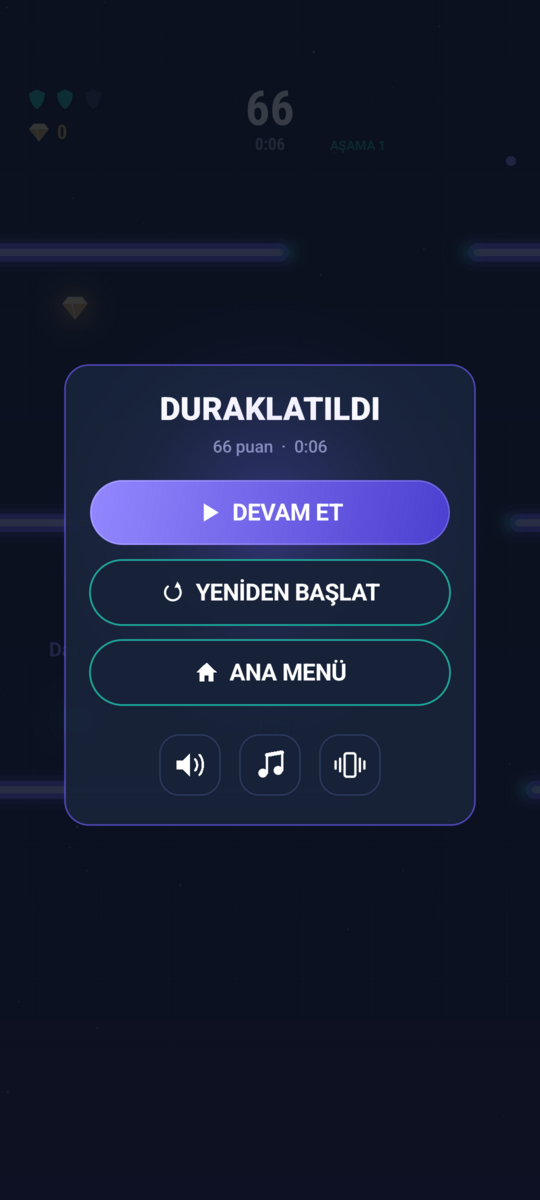 66
0
0:06
AŞAMA 1
DURAKLATILDI
66 puan · 0:06
DEVAM ET
YENİDEN BAŞLAT
ANA MENÜ